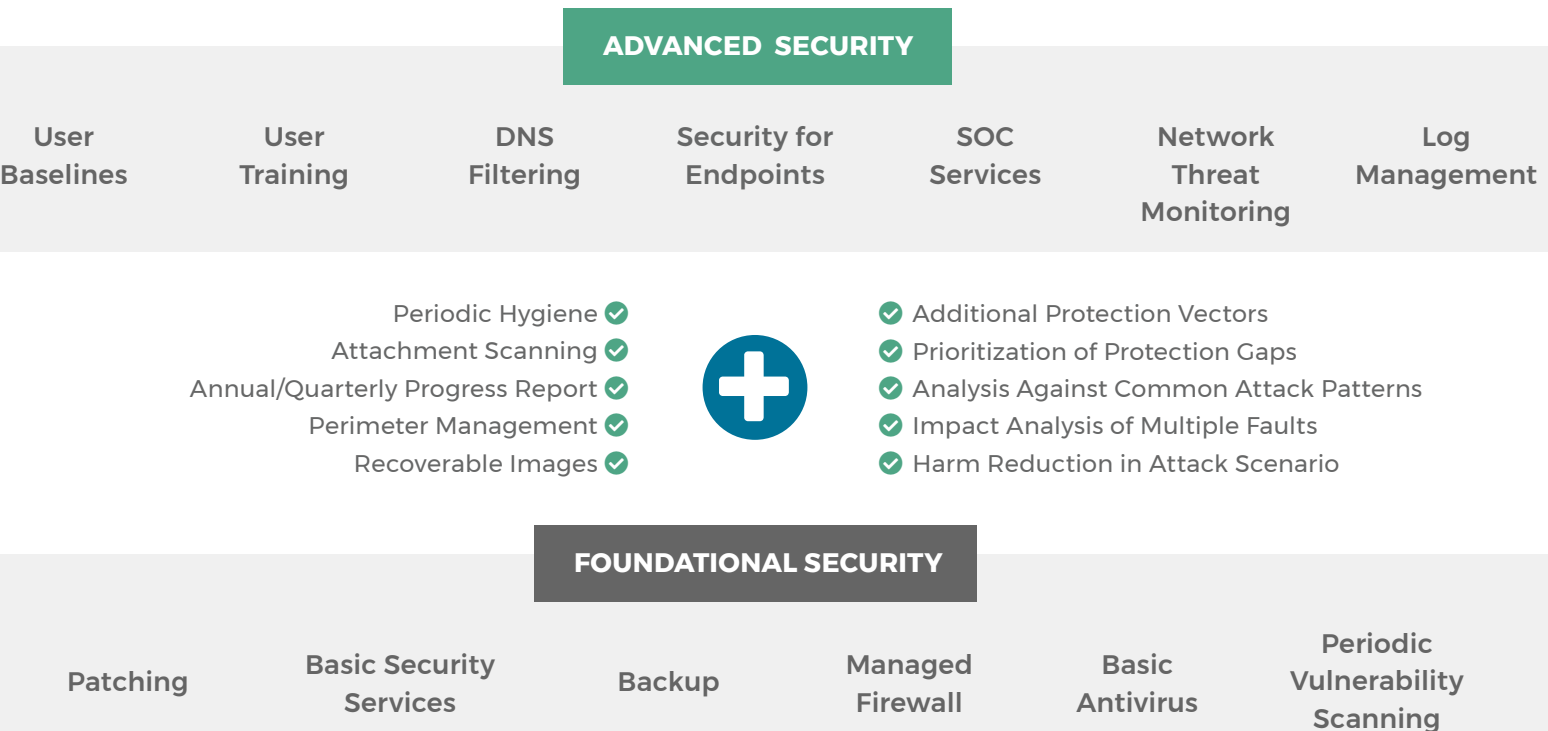 ADVANCED SECURITY
User
Baselines
User
Training
DNS
Filtering
Security for
Endpoints
SOC
Services
Network
Threat
Monitoring
Log
Management
Periodic Hygiene
Attachment Scanning
Annual/Quarterly Progress Report
Perimeter Management
Recoverable Images
Additional Protection Vectors
Prioritization of Protection Gaps
Analysis Against Common Attack Patterns
Impact Analysis of Multiple Faults
Harm Reduction in Attack Scenario
FOUNDATIONAL SECURITY
Patching
Basic Security
Services
Backup
Managed
Firewall
Basic
Antivirus
Periodic
Vulnerability
Scanning